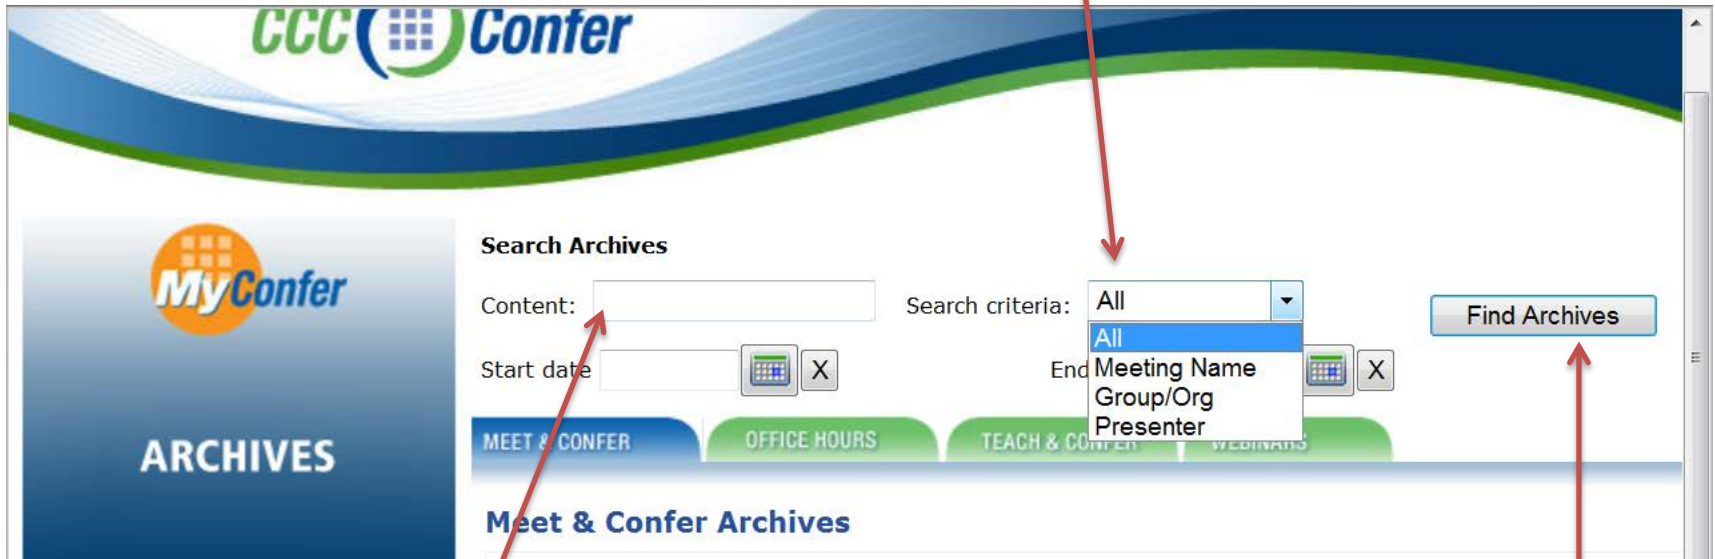 CCC Confer
MyConfer
ARCHIVES
Search Archives
Content:
Search criteria: All
Find Archives
All
Meeting Name
Group/Org
Presenter
Start date X
End X
MEET & CONFER OFFICE HOURS TEACH & CONFER WEBINARS
Meet & Confer Archives